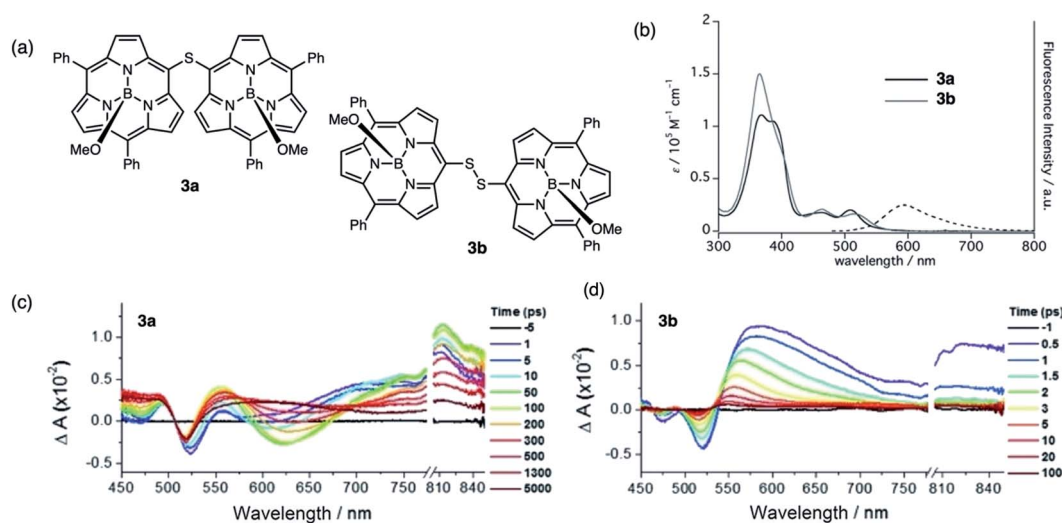 (a)
Ph
S
Ph
N
N
B
N
N
B
N
N
MeO
OMe
Ph
Ph
3a
Ph
MeO
B
N
N
N
S
S
Ph
N
N
B
N
OMe
Ph
Ph
3b
(b)
2
1.5
1
0.5
0
ε / 10⁵ M⁻¹ cm⁻¹
3a
3b
Fluorescence Intensity / a.u.
300 400 500 600 700 800
wavelength / nm
(c)
3a
1.0
0.5
0.0
-0.5
Δ A (x10⁻²)
450 500 550 600 650 700 750 810 840
Wavelength / nm
Time (ps)
-5
1
5
10
50
100
200
300
500
1300
5000
(d)
3b
1.0
0.5
0.0
-0.5
Δ A (x10⁻²)
450 500 550 600 650 700 750 810 840
Wavelength / nm
Time (ps)
-1
0.5
1
1.5
2
3
5
10
20
100